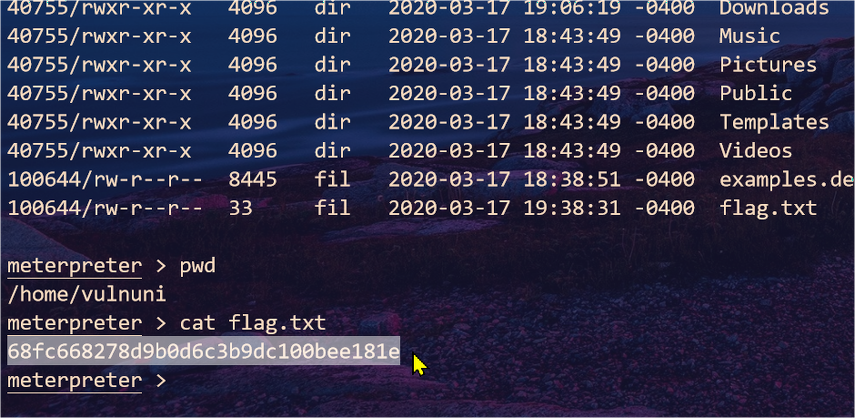 40755/rwxr-xr-x 4096 dir 2020-03-17 19:06:19 -0400 Downloads
40755/rwxr-xr-x 4096 dir 2020-03-17 18:43:49 -0400 Music
40755/rwxr-xr-x 4096 dir 2020-03-17 18:43:49 -0400 Pictures
40755/rwxr-xr-x 4096 dir 2020-03-17 18:43:49 -0400 Public
40755/rwxr-xr-x 4096 dir 2020-03-17 18:43:49 -0400 Templates
40755/rwxr-xr-x 4096 dir 2020-03-17 18:43:49 -0400 Videos
100644/rw-r--r-- 8445 fil 2020-03-17 18:38:51 -0400 examples.de
100644/rw-r--r-- 33 fil 2020-03-17 19:38:31 -0400 flag.txt
meterpreter > pwd
/home/vulnuni
meterpreter > cat flag.txt
68fc668278d9b0d6c3b9dc100bee181e
meterpreter >